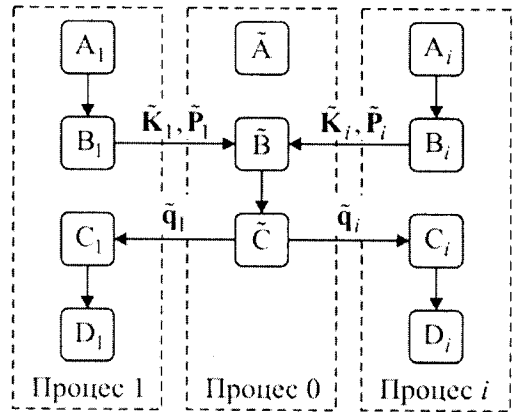 A₁ Ã Aᵢ
K̃₁, P̃₁ K̃ᵢ, P̃ᵢ
B₁ B̃ Bᵢ
q̃₁ q̃ᵢ
C₁ C̃ Cᵢ
D₁ Dᵢ
Процес 1 Процес 0 Процес i